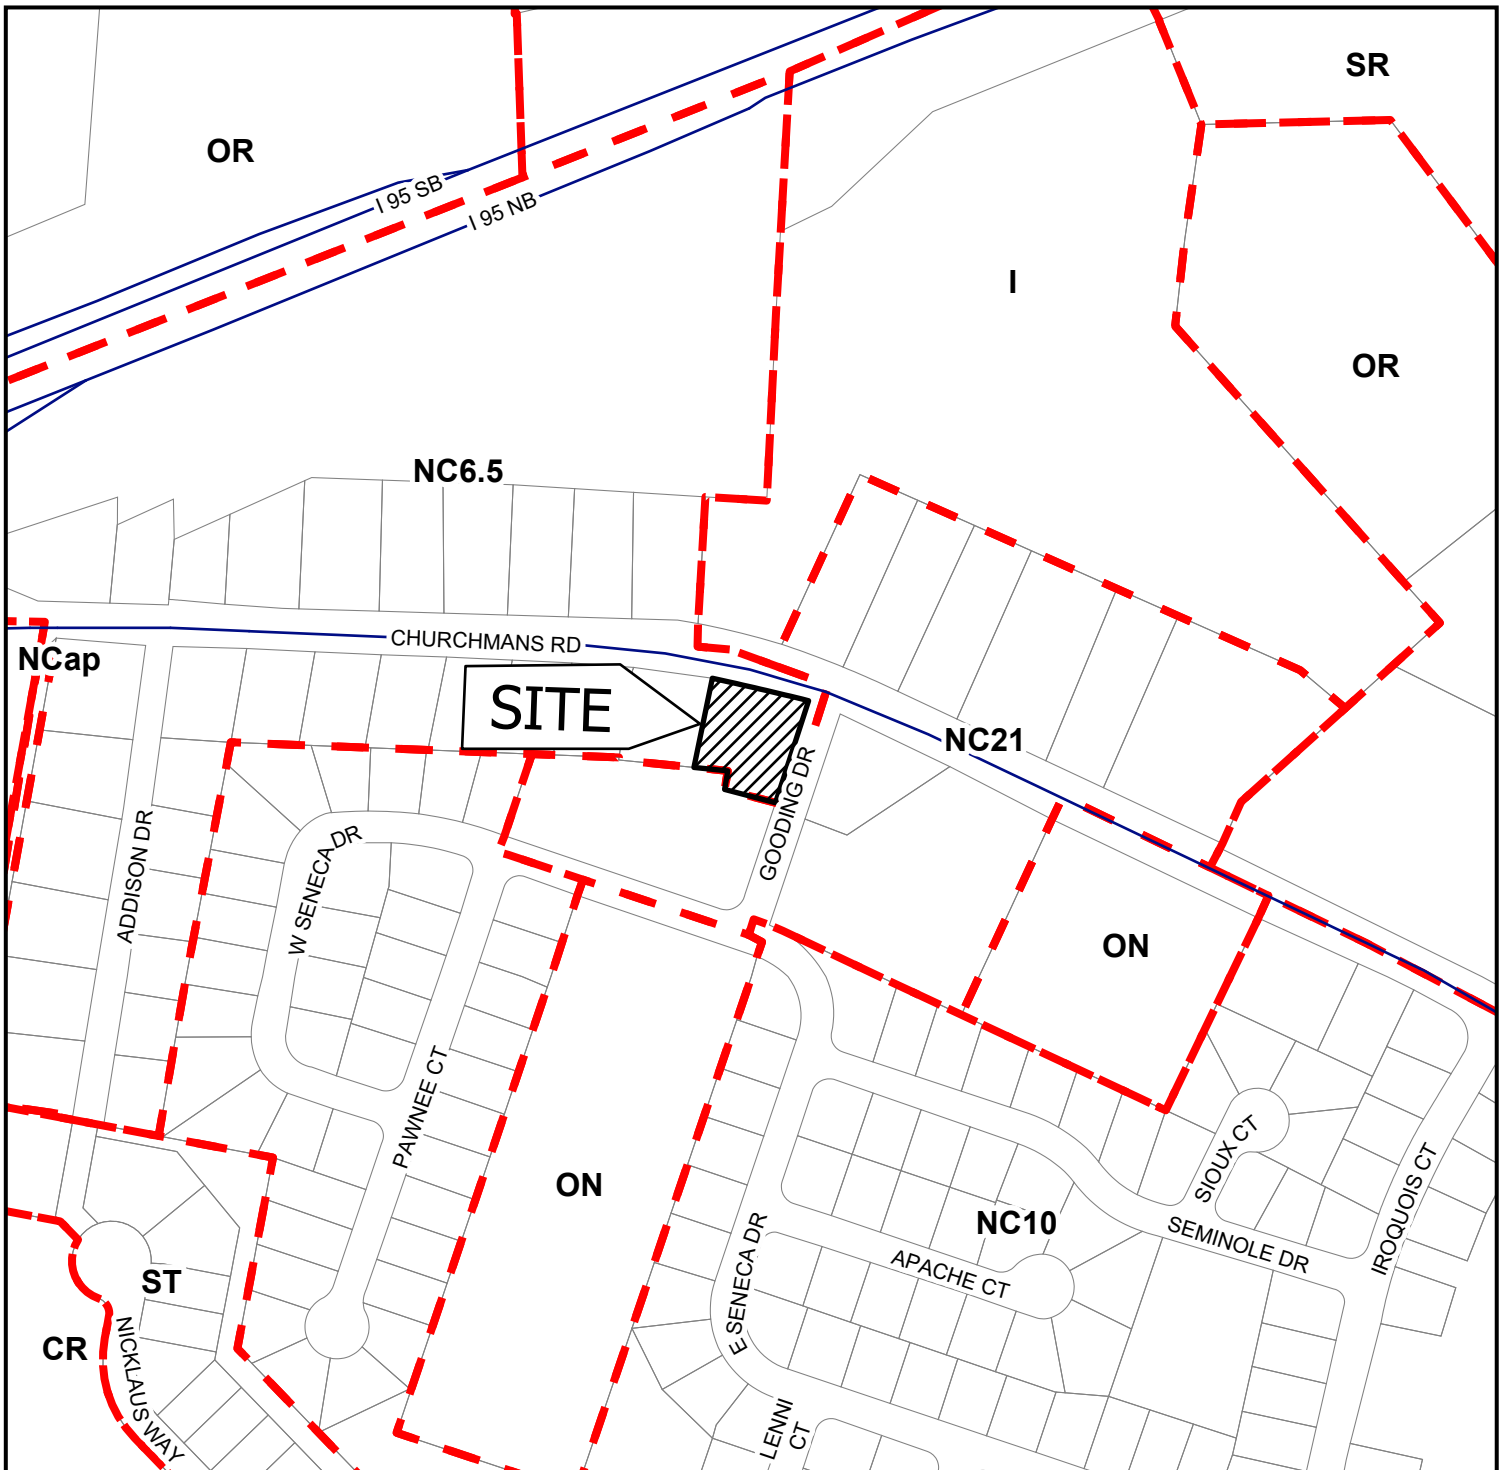 SR
OR
I 95 SB
I 95 NB
I
OR
NC6.5
CHURCHMANS RD
NCap
SITE
NC21
GOODING DR
W SENECA DR
ADDISON DR
ON
PAWNEE CT
ON
SIOUX CT
IROQUOIS CT
NC10
SEMINOLE DR
APACHE CT
E SENECA DR
ST
CR
NICKLAUS WAY
LENNI
CT